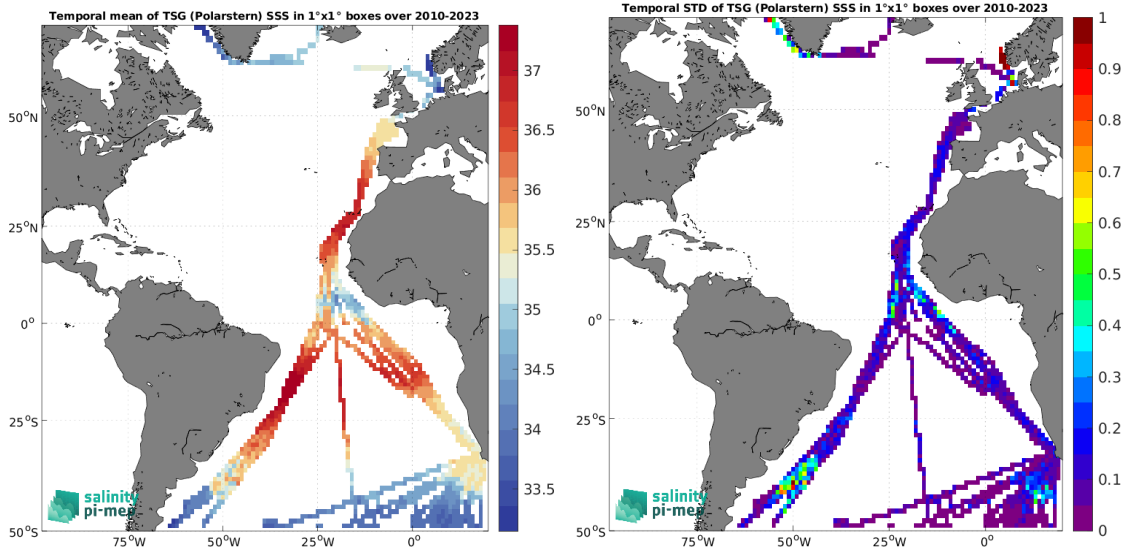 Temporal mean of TSG (Polarstern) SSS in 1°x1° boxes over 2010-2023
50°N
25°N
0°
25°S
50°S
75°W
50°W
25°W
0°
37
36.5
36
35.5
35
34.5
34
33.5
salinity
pi-mep
Temporal STD of TSG (Polarstern) SSS in 1°x1° boxes over 2010-2023
50°N
25°N
0°
25°S
50°S
75°W
50°W
25°W
0°
1
0.9
0.8
0.7
0.6
0.5
0.4
0.3
0.2
0.1
0
salinity
pi-mep